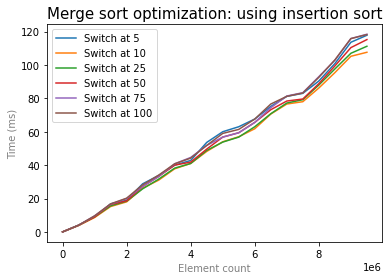 Merge sort optimization: using insertion sort
120
100
80
60
40
20
0
Time (ms)
Switch at 5
Switch at 10
Switch at 25
Switch at 50
Switch at 75
Switch at 100
0 2 4 6 8
1e6
Element count